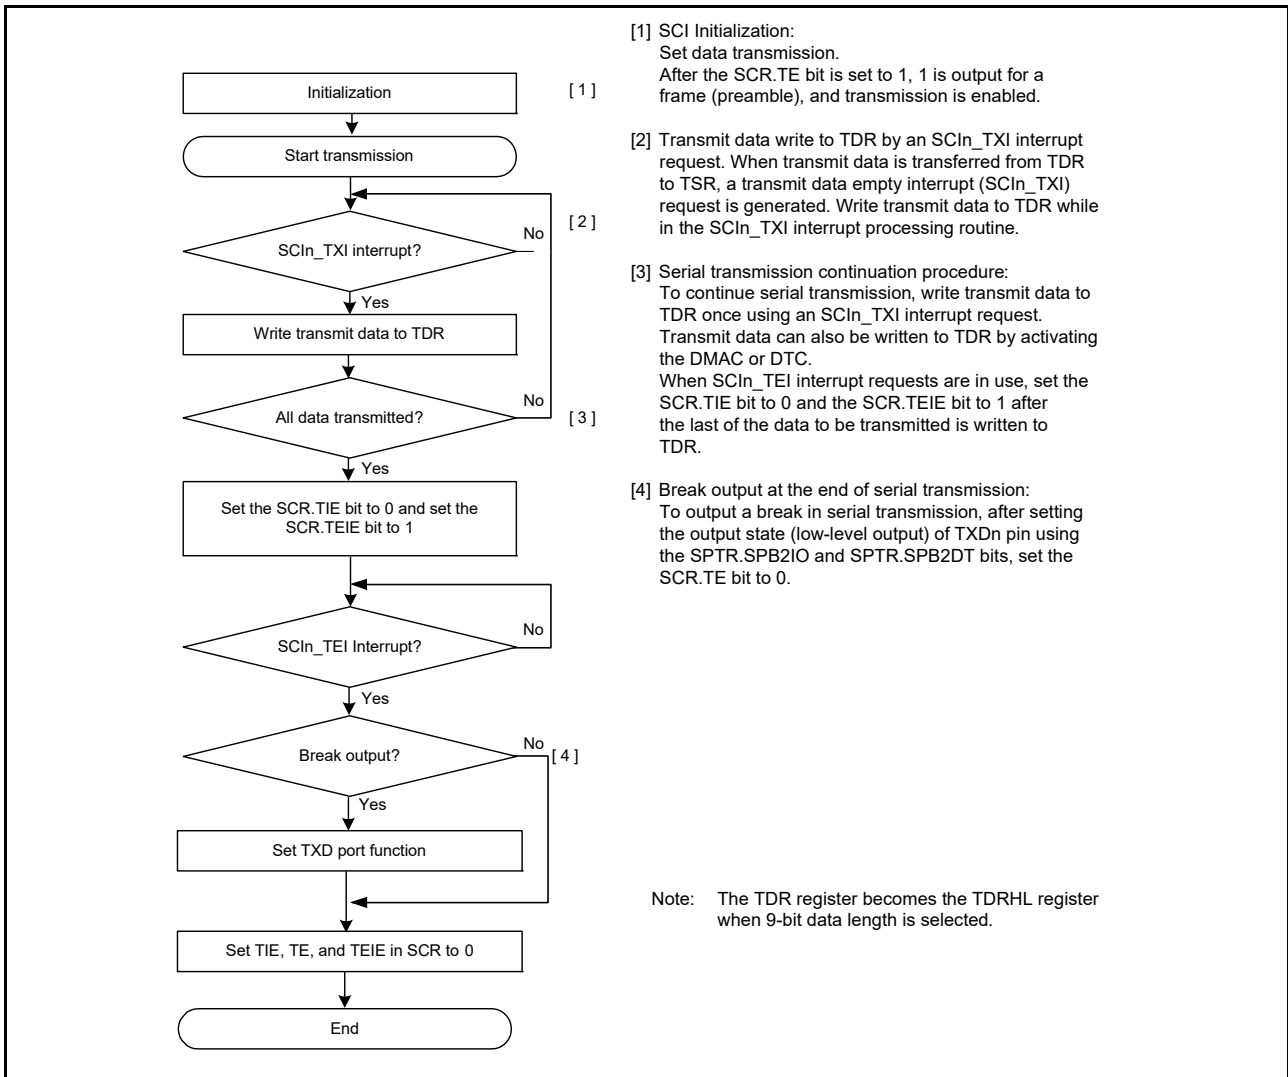 Initialization
[ 1 ]
Start transmission
SCIn_TXI interrupt?
No
[ 2 ]
Yes
Write transmit data to TDR
All data transmitted?
No
[ 3 ]
Yes
Set the SCR.TIE bit to 0 and set the
SCR.TEIE bit to 1
SCIn_TEI Interrupt?
No
Yes
Break output?
No
[ 4 ]
Yes
Set TXD port function
Set TIE, TE, and TEIE in SCR to 0
End
[1] SCI Initialization:
Set data transmission.
After the SCR.TE bit is set to 1, 1 is output for a
frame (preamble), and transmission is enabled.
[2] Transmit data write to TDR by an SCIn_TXI interrupt
request. When transmit data is transferred from TDR
to TSR, a transmit data empty interrupt (SCIn_TXI)
request is generated. Write transmit data to TDR while
in the SCIn_TXI interrupt processing routine.
[3] Serial transmission continuation procedure:
To continue serial transmission, write transmit data to
TDR once using an SCIn_TXI interrupt request.
Transmit data can also be written to TDR by activating
the DMAC or DTC.
When SCIn_TEI interrupt requests are in use, set the
SCR.TIE bit to 0 and the SCR.TEIE bit to 1 after
the last of the data to be transmitted is written to
TDR.
[4] Break output at the end of serial transmission:
To output a break in serial transmission, after setting
the output state (low-level output) of TXDn pin using
the SPTR.SPB2IO and SPTR.SPB2DT bits, set the
SCR.TE bit to 0.
Note: The TDR register becomes the TDRHL register
when 9-bit data length is selected.